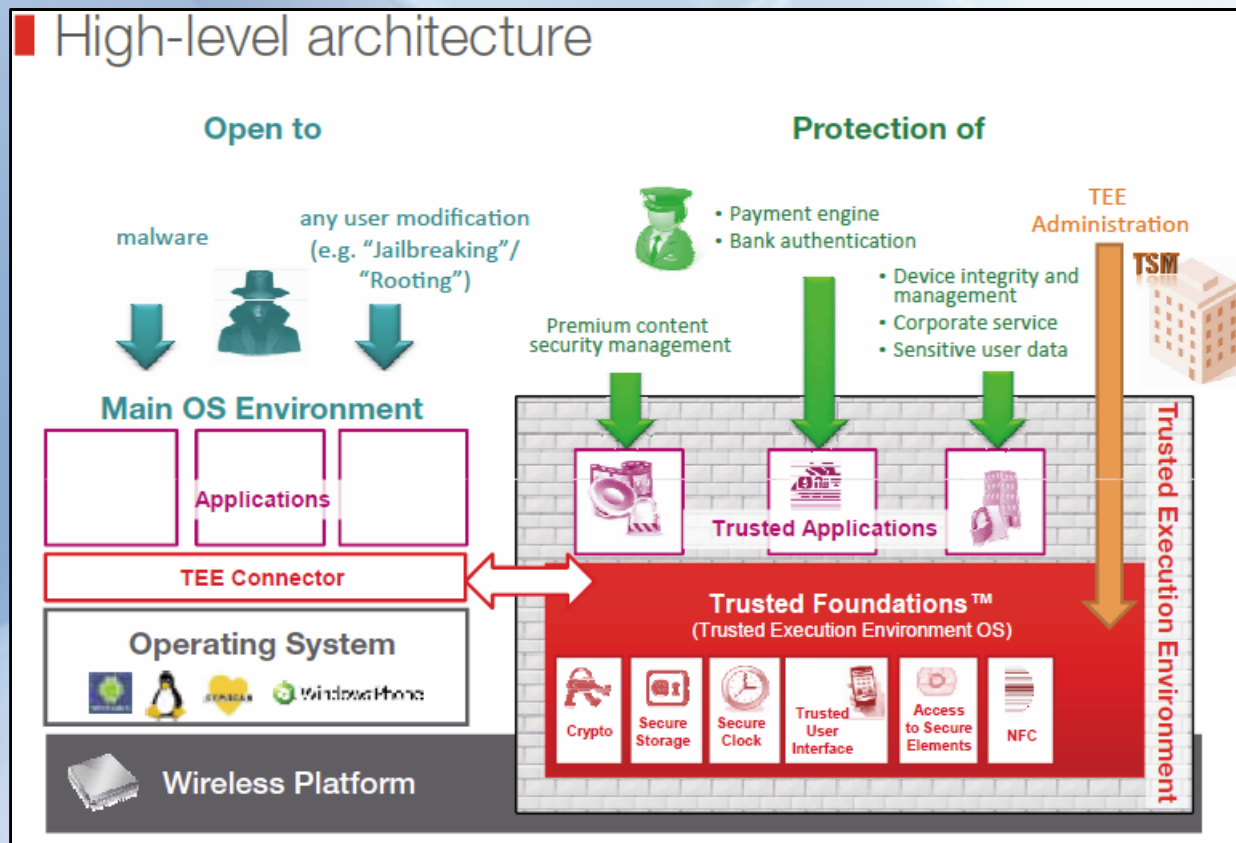 High-level architecture
Open to
Protection of
malware
any user modification
(e.g. “Jailbreaking”/
“Rooting”)
• Payment engine
• Bank authentication
TEE
Administration
TSM
Premium content
security management
• Device integrity and
management
• Corporate service
• Sensitive user data
Main OS Environment
Applications
Trusted Applications
Trusted Execution Environment
TEE Connector
Trusted Foundations™
(Trusted Execution Environment OS)
Operating System
Windows Phone
Crypto
Secure
Storage
Secure
Clock
Trusted
User
Interface
Access
to Secure
Elements
NFC
Wireless Platform